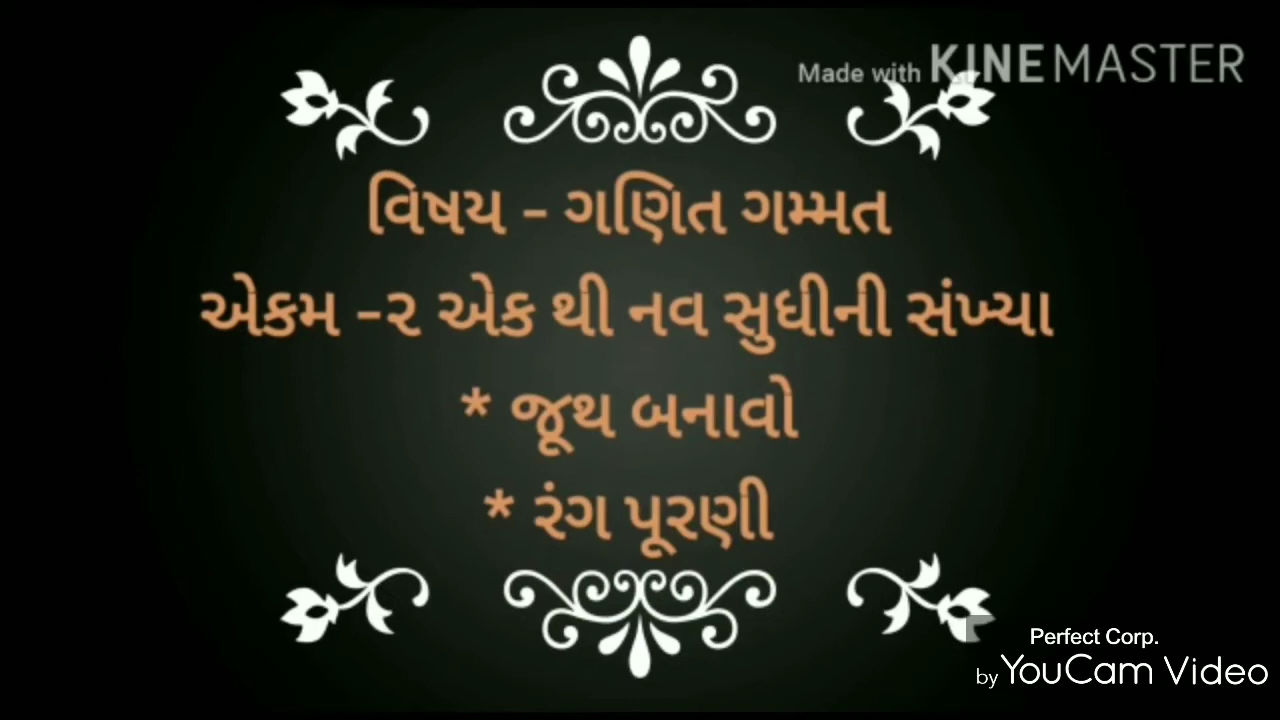 Made with KINEMASTER
વિષય - ગણિત ગમ્મત
એકમ -૨ એક થી નવ સુધીની સંખ્યા
* જૂથ બનાવો
* રંગ પૂરણી
Perfect Corp.
by YouCam Video